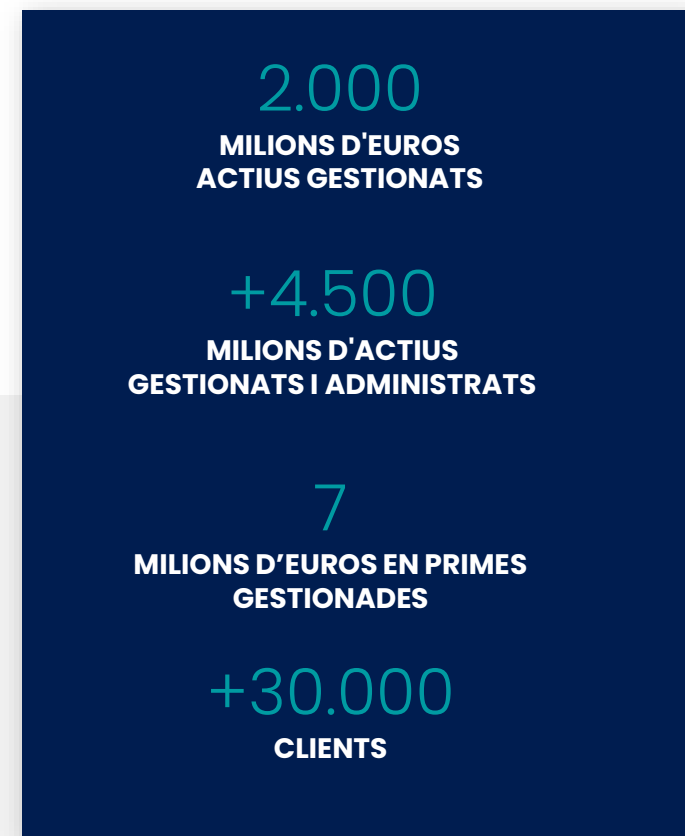 2.000
MILIONS D'EUROS
ACTIUS GESTIONATS
+4.500
MILIONS D'ACTIUS
GESTIONATS I ADMINISTRATS
7
MILIONS D’EUROS EN PRIMES
GESTIONADES
+30.000
CLIENTS